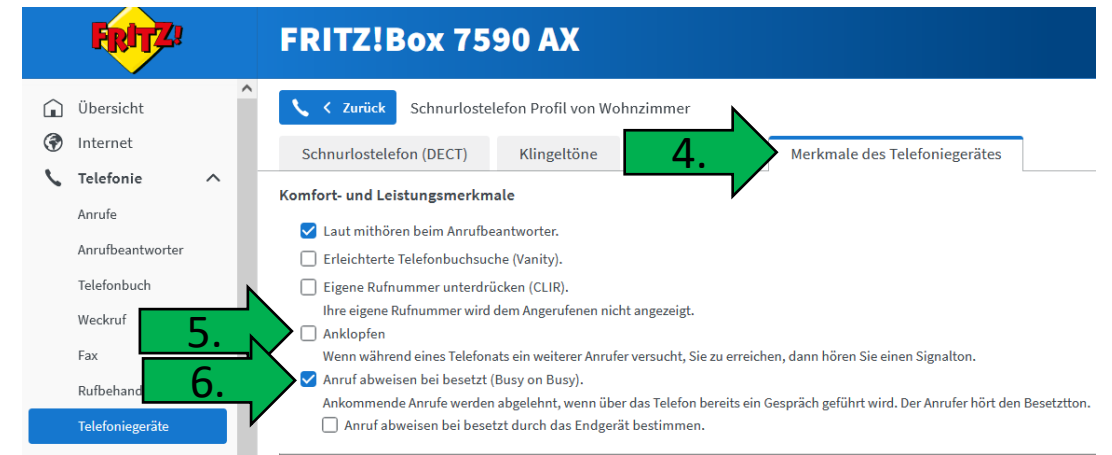 FRITZ!
FRITZ!Box 7590 AX
Übersicht
Internet
Telefonie
Anrufe
Anrufbeantworter
Telefonbuch
Weckruf
Fax
Rufbehand
Telefoniegeräte
Zurück
Schnurlostelefon Profil von Wohnzimmer
Schnurlostelefon (DECT)
Klingeltöne
4.
Merkmale des Telefoniegerätes
Komfort- und Leistungsmerkmale
Laut mithören beim Anrufbeantworter.
Erleichterte Telefonbuchsuche (Vanity).
Eigene Rufnummer unterdrücken (CLIR).
Ihre eigene Rufnummer wird dem Angerufenen nicht angezeigt.
5.
Anklopfen
Wenn während eines Telefonats ein weiterer Anrufer versucht, Sie zu erreichen, dann hören Sie einen Signalton.
6.
Anruf abweisen bei besetzt (Busy on Busy).
Ankommende Anrufe werden abgelehnt, wenn über das Telefon bereits ein Gespräch geführt wird. Der Anrufer hört den Besetztton.
Anruf abweisen bei besetzt durch das Endgerät bestimmen.